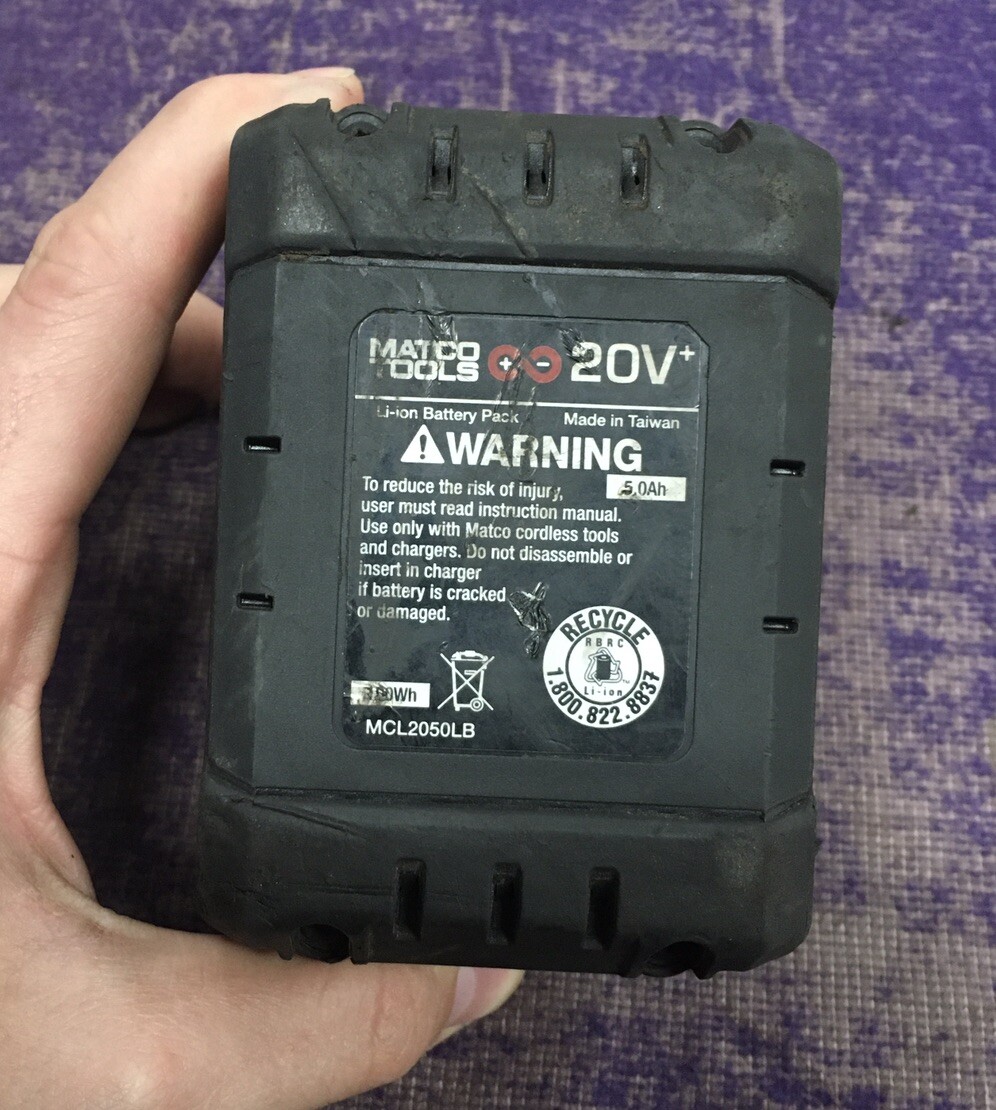 MATCO TOOLS + - 20V+
Li-ion Battery Pack Made in Taiwan
WARNING
5.0Ah
To reduce the risk of injury,
user must read instruction manual.
Use only with Matco cordless tools
and chargers. Do not disassemble or
insert in charger
if battery is cracked
or damaged.
RECYCLE
RBRC
Li-ion
1.800.822.8837
MCL2050LB